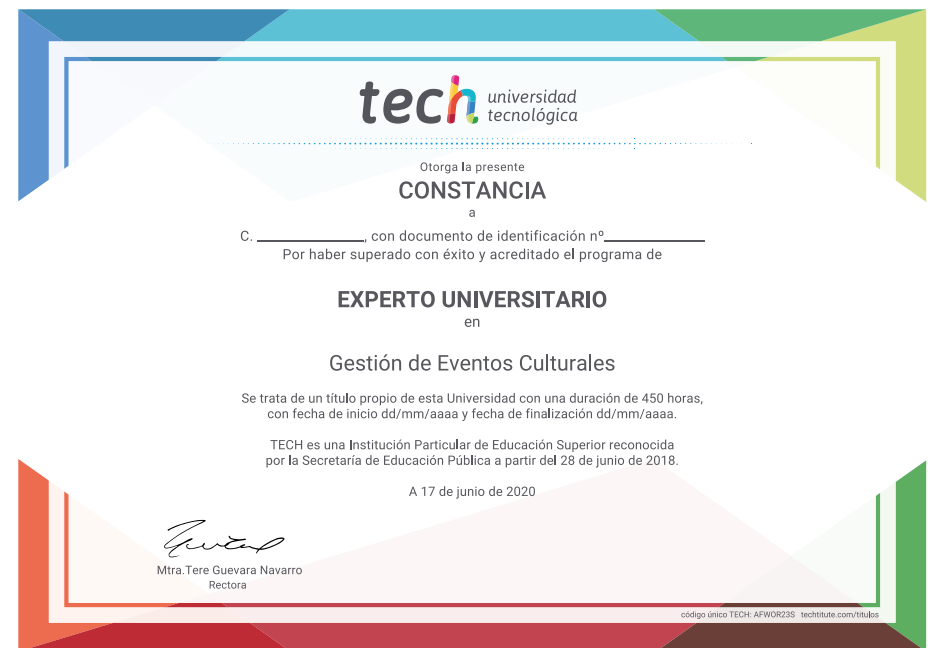 tech universidad
tecnológica
Otorga la presente
CONSTANCIA
a
C. ________________, con documento de identificación nº_______________
Por haber superado con éxito y acreditado el programa de
EXPERTO UNIVERSITARIO
en
Gestión de Eventos Culturales
Se trata de un título propio de esta Universidad con una duración de 450 horas,
con fecha de inicio dd/mm/aaaa y fecha de finalización dd/mm/aaaa.
TECH es una Institución Particular de Educación Superior reconocida
por la Secretaría de Educación Pública a partir del 28 de junio de 2018.
A 17 de junio de 2020
Mtra.Tere Guevara Navarro
Rectora
código único TECH: AFWOR23S techtitute.com/titulos